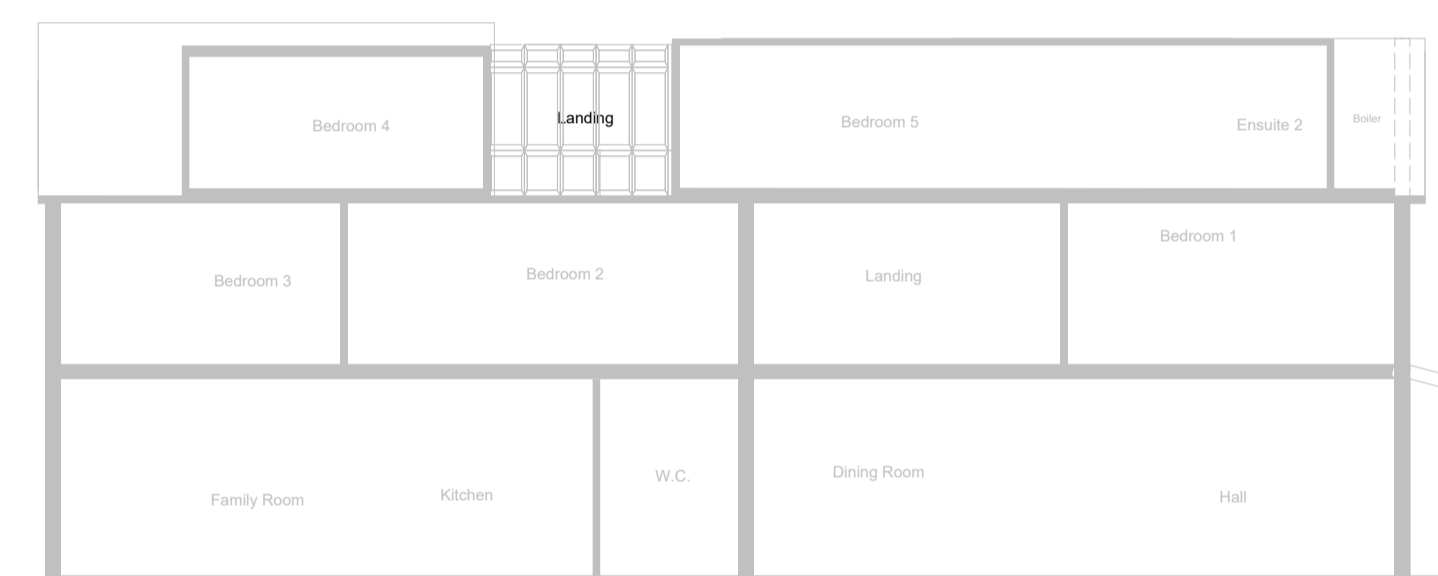 Bedroom 4
Landing
Bedroom 5
Ensuite 2
Boiler
Bedroom 3
Bedroom 2
Landing
Bedroom 1
Family Room
Kitchen
W.C.
Dining Room
Hall